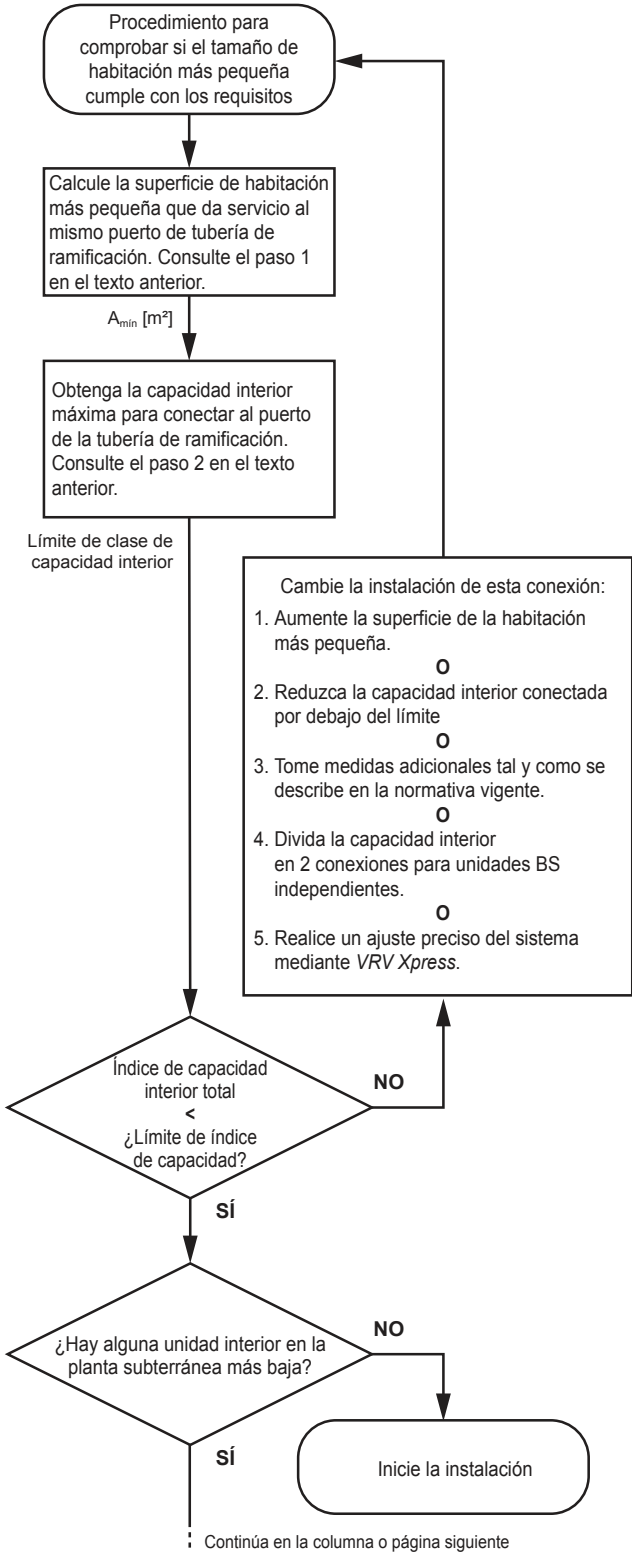 Procedimiento para
comprobar si el tamaño de
habitación más pequeña
cumple con los requisitos
Calcule la superficie de habitación
más pequeña que da servicio al
mismo puerto de tubería de
ramificación. Consulte el paso 1
en el texto anterior.
Amín [m²]
Obtenga la capacidad interior
máxima para conectar al puerto
de la tubería de ramificación.
Consulte el paso 2 en el texto
anterior.
Límite de clase de
capacidad interior
Cambie la instalación de esta conexión:
1. Aumente la superficie de la habitación
más pequeña.
O
2. Reduzca la capacidad interior conectada
por debajo del límite
O
3. Tome medidas adicionales tal y como se
describe en la normativa vigente.
O
4. Divida la capacidad interior
en 2 conexiones para unidades BS
independientes.
O
5. Realice un ajuste preciso del sistema
mediante VRV Xpress.
Índice de capacidad
interior total
<
¿Límite de índice
de capacidad?
NO
SÍ
¿Hay alguna unidad interior en la
planta subterránea más baja?
NO
SÍ
Inicie la instalación
Continúa en la columna o página siguiente